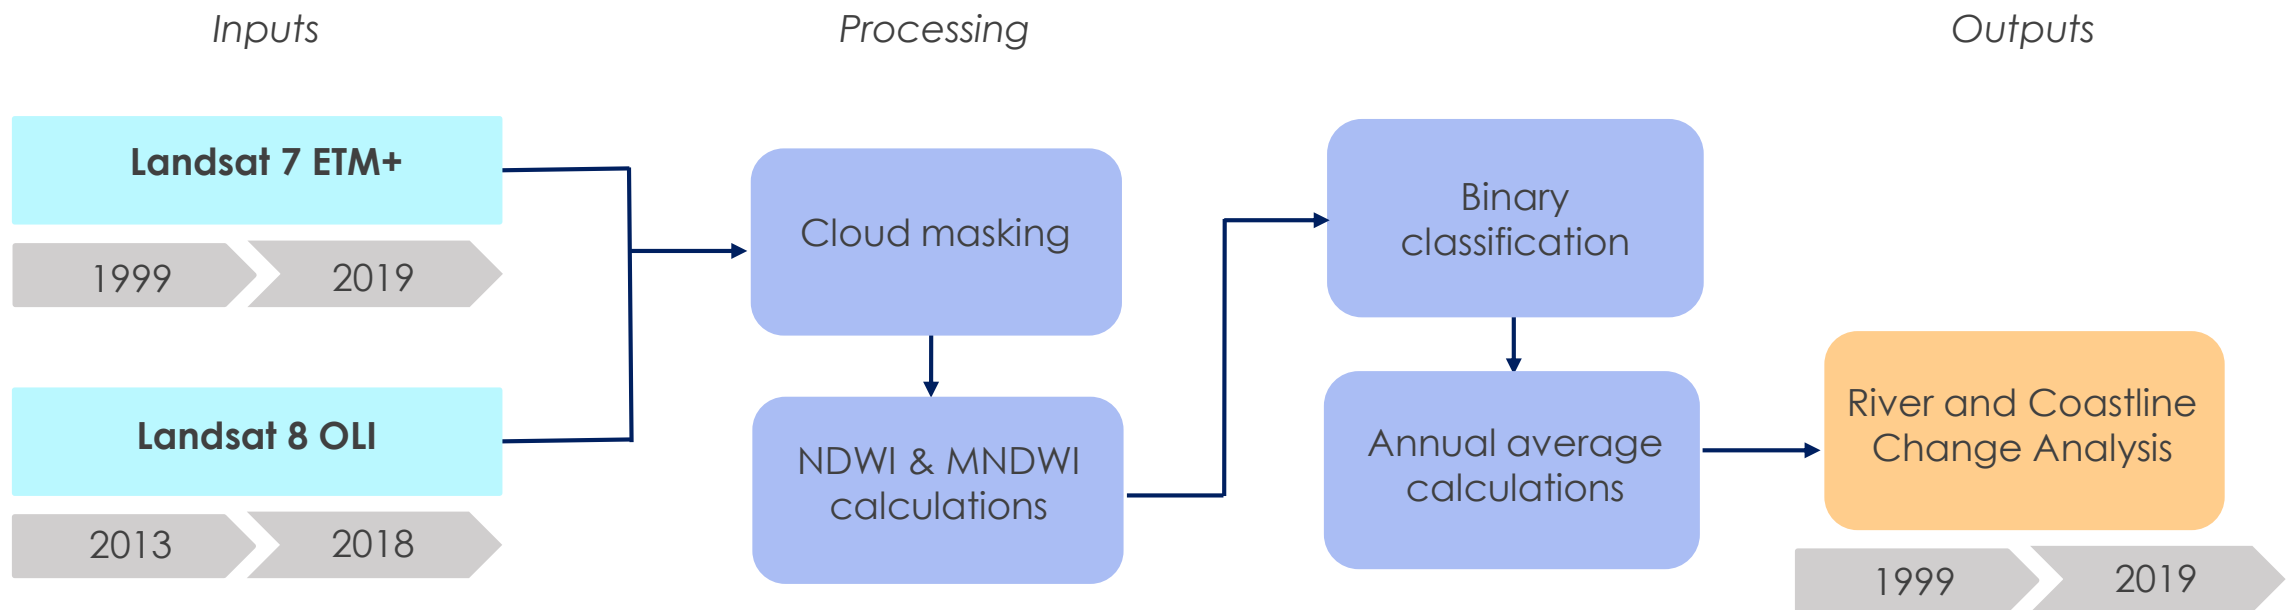 Inputs
Processing
Outputs
Landsat 7 ETM+
1999
2019
Landsat 8 OLI
2013
2018
Cloud masking
NDWI & MNDWI
calculations
Binary
classification
Annual average
calculations
River and Coastline
Change Analysis
1999
2019